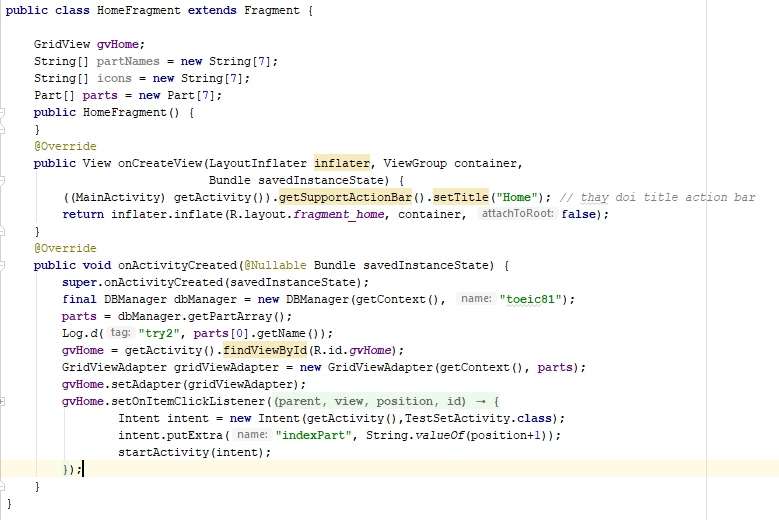 public class HomeFragment extends Fragment {
GridView gvHome;
String[] partNames = new String[7];
String[] icons = new String[7];
Part[] parts = new Part[7];
public HomeFragment() {
}
@Override
public View onCreateView(LayoutInflater inflater, ViewGroup container,
Bundle savedInstanceState) {
((MainActivity) getActivity()).getSupportActionBar().setTitle("Home"); // thay doi title action bar
return inflater.inflate(R.layout.fragment_home, container, attachToRoot: false);
}
@Override
public void onActivityCreated(@Nullable Bundle savedInstanceState) {
super.onActivityCreated(savedInstanceState);
final DBManager dbManager = new DBManager(getContext(), name: "toeic81");
parts = dbManager.getPartArray();
Log.d( tag: "try2", parts[0].getName());
gvHome = getActivity().findViewById(R.id.gvHome);
GridViewAdapter gridViewAdapter = new GridViewAdapter(getContext(), parts);
gvHome.setAdapter(gridViewAdapter);
gvHome.setOnItemClickListener((parent, view, position, id) → {
Intent intent = new Intent(getActivity(),TestSetActivity.class);
intent.putExtra( name: "indexPart", String.valueOf(position+1));
startActivity(intent);
});
}
}